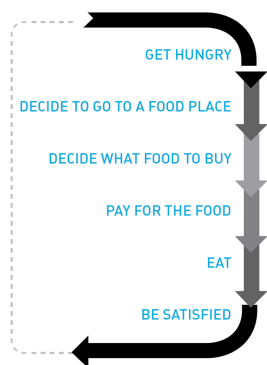 GET HUNGRY
DECIDE TO GO TO A FOOD PLACE
DECIDE WHAT FOOD TO BUY
PAY FOR THE FOOD
EAT
BE SATISFIED